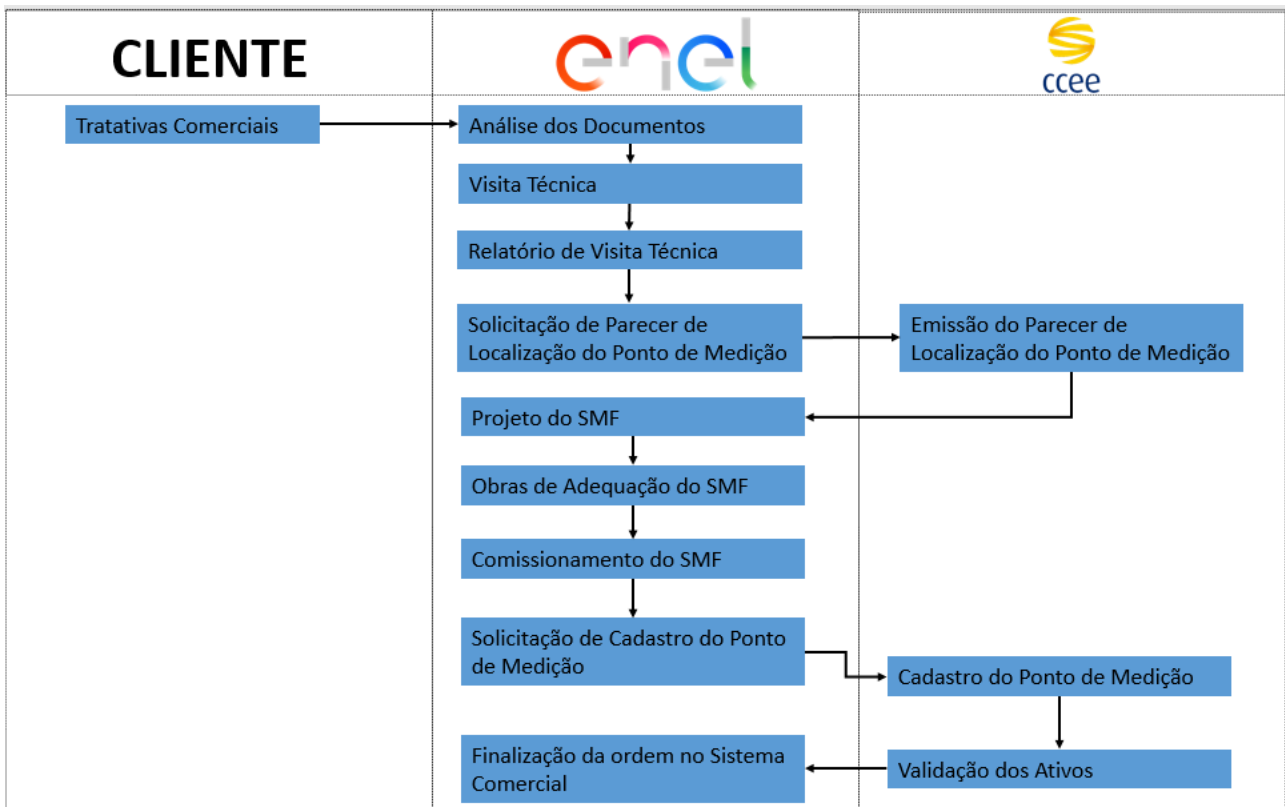 CLIENTE
enel
ccee
Tratativas Comerciais
Análise dos Documentos
Visita Técnica
Relatório de Visita Técnica
Solicitação de Parecer de
Localização do Ponto de Medição
Emissão do Parecer de
Localização do Ponto de Medição
Projeto do SMF
Obras de Adequação do SMF
Comissionamento do SMF
Solicitação de Cadastro do Ponto
de Medição
Cadastro do Ponto de Medição
Validação dos Ativos
Finalização da ordem no Sistema
Comercial